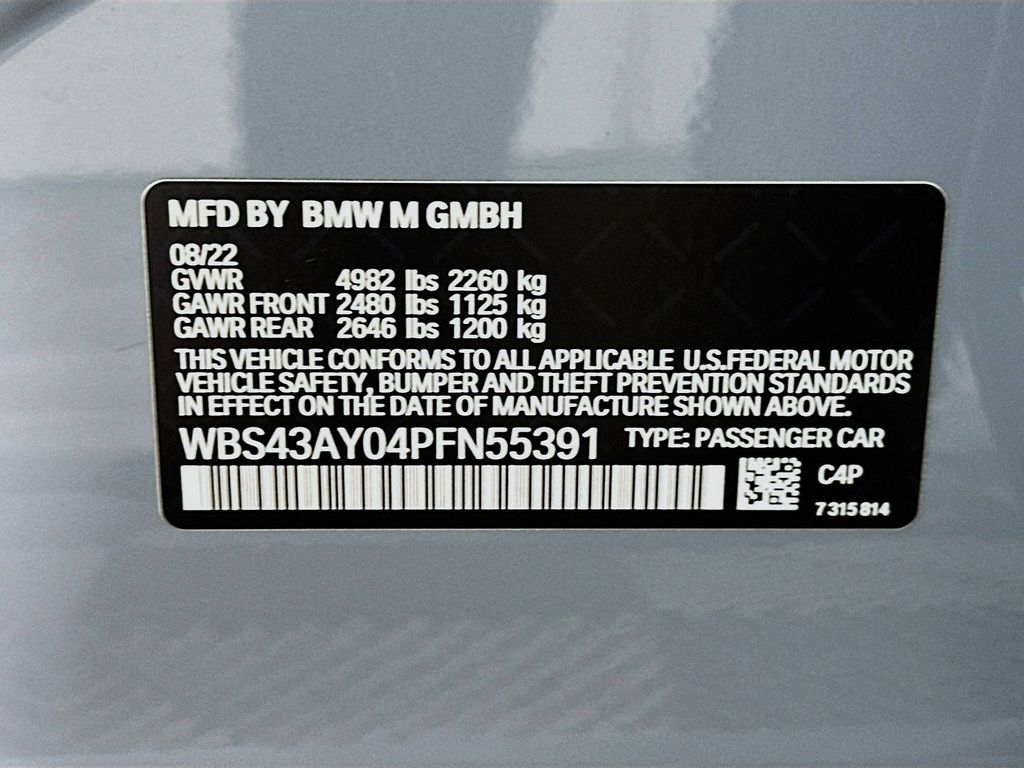 MFD BY BMW M GMBH
08/22
GVWR 4982 lbs 2260 kg
GAWR FRONT 2480 lbs 1125 kg
GAWR REAR 2646 lbs 1200 kg
THIS VEHICLE CONFORMS TO ALL APPLICABLE U.S.FEDERAL MOTOR
VEHICLE SAFETY, BUMPER AND THEFT PREVENTION STANDARDS
IN EFFECT ON THE DATE OF MANUFACTURE SHOWN ABOVE.
WBS43AY04PFN55391 TYPE: PASSENGER CAR
C4P
7315814